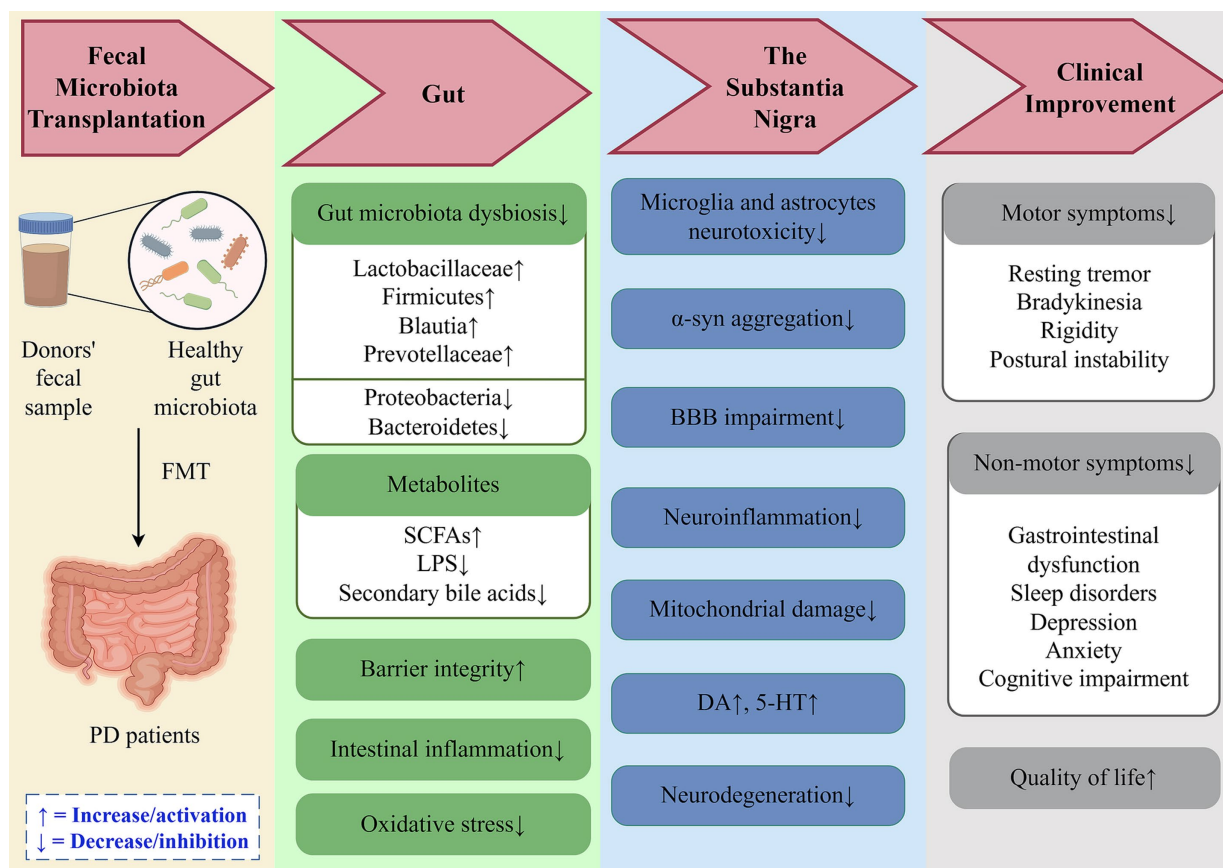 Fecal
Microbiota
Transplantation
Donors'
fecal
sample
Healthy
gut
microbiota
FMT
PD patients
↑ = Increase/activation
↓ = Decrease/inhibition
Gut
Gut microbiota dysbiosis↓
Lactobacillaceae↑
Firmicutes↑
Blautia↑
Prevotellaceae↑
Proteobacteria↓
Bacteroidetes↓
Metabolites
SCFAs↑
LPS↓
Secondary bile acids↓
Barrier integrity↑
Intestinal inflammation↓
Oxidative stress↓
The
Substantia
Nigra
Microglia and astrocytes
neurotoxicity↓
α-syn aggregation↓
BBB impairment↓
Neuroinflammation↓
Mitochondrial damage↓
DA↑, 5-HT↑
Neurodegeneration↓
Clinical
Improvement
Motor symptoms↓
Resting tremor
Bradykinesia
Rigidity
Postural instability
Non-motor symptoms↓
Gastrointestinal
dysfunction
Sleep disorders
Depression
Anxiety
Cognitive impairment
Quality of life↑